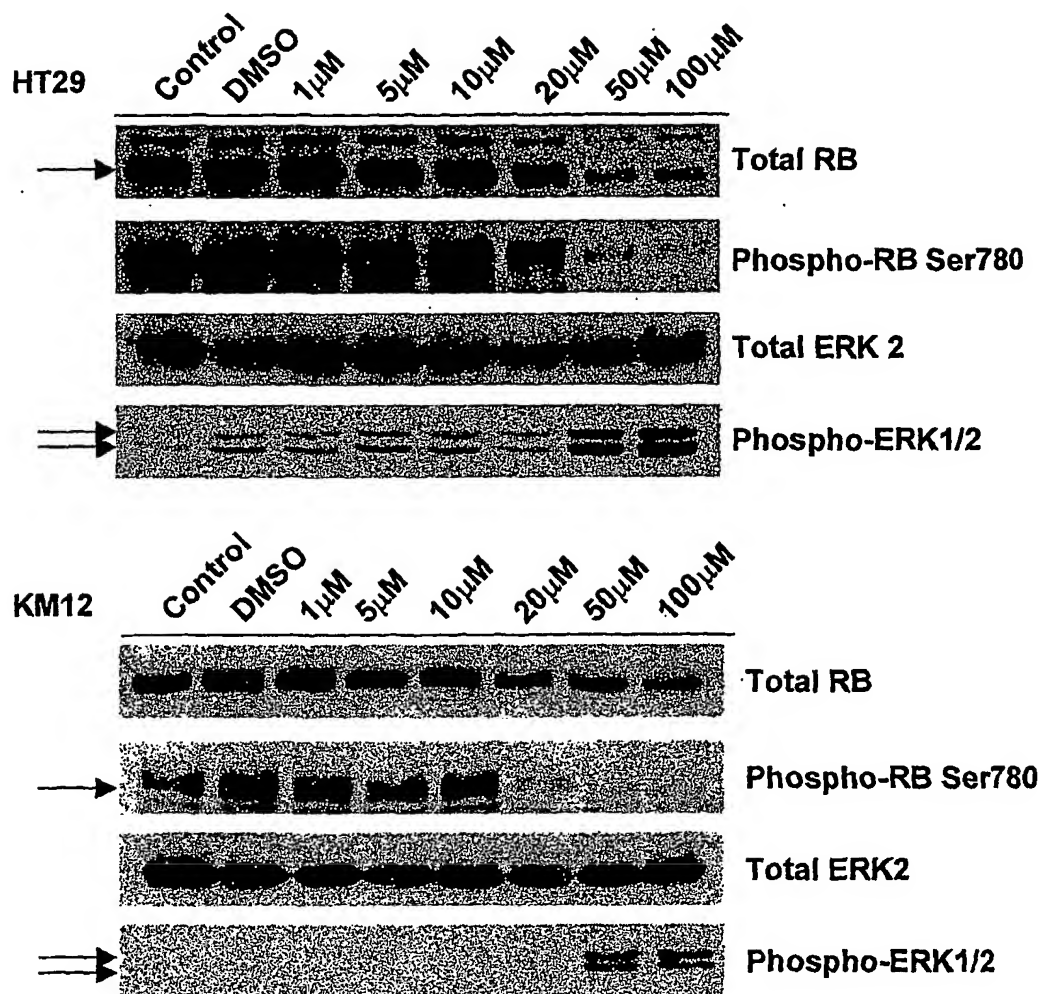 HT29 Control DMSO 1µM 5µM 10µM 20µM 50µM 100µM
Total RB
Phospho-RB Ser780
Total ERK 2
Phospho-ERK1/2
KM12 Control DMSO 1µM 5µM 10µM 20µM 50µM 100µM
Total RB
Phospho-RB Ser780
Total ERK2
Phospho-ERK1/2